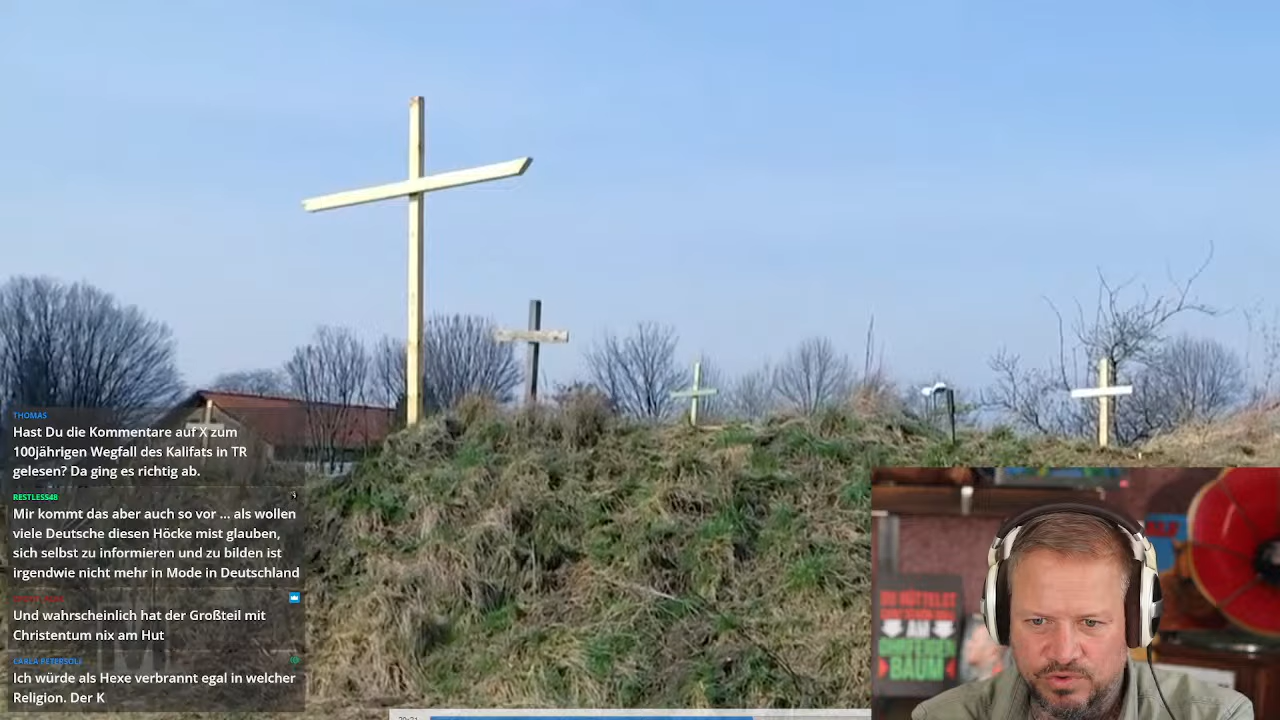 THOMAS
Hast Du die Kommentare auf X zum
100jährigen Wegfall des Kalifats in TR
gelesen? Da ging es richtig ab.
RESTLESS48
Mir kommt das aber auch so vor ... als wollen
viele Deutsche diesen Höcke mist glauben,
sich selbst zu informieren und zu bilden ist
irgendwie nicht mehr in Mode in Deutschland
Und wahrscheinlich hat der Großteil mit
Christentum nix am Hut
Ich würde als Hexe verbrannt egal in welcher
Religion. Der K
DU HÄTTEST
AM
OFFENEN
BAUM